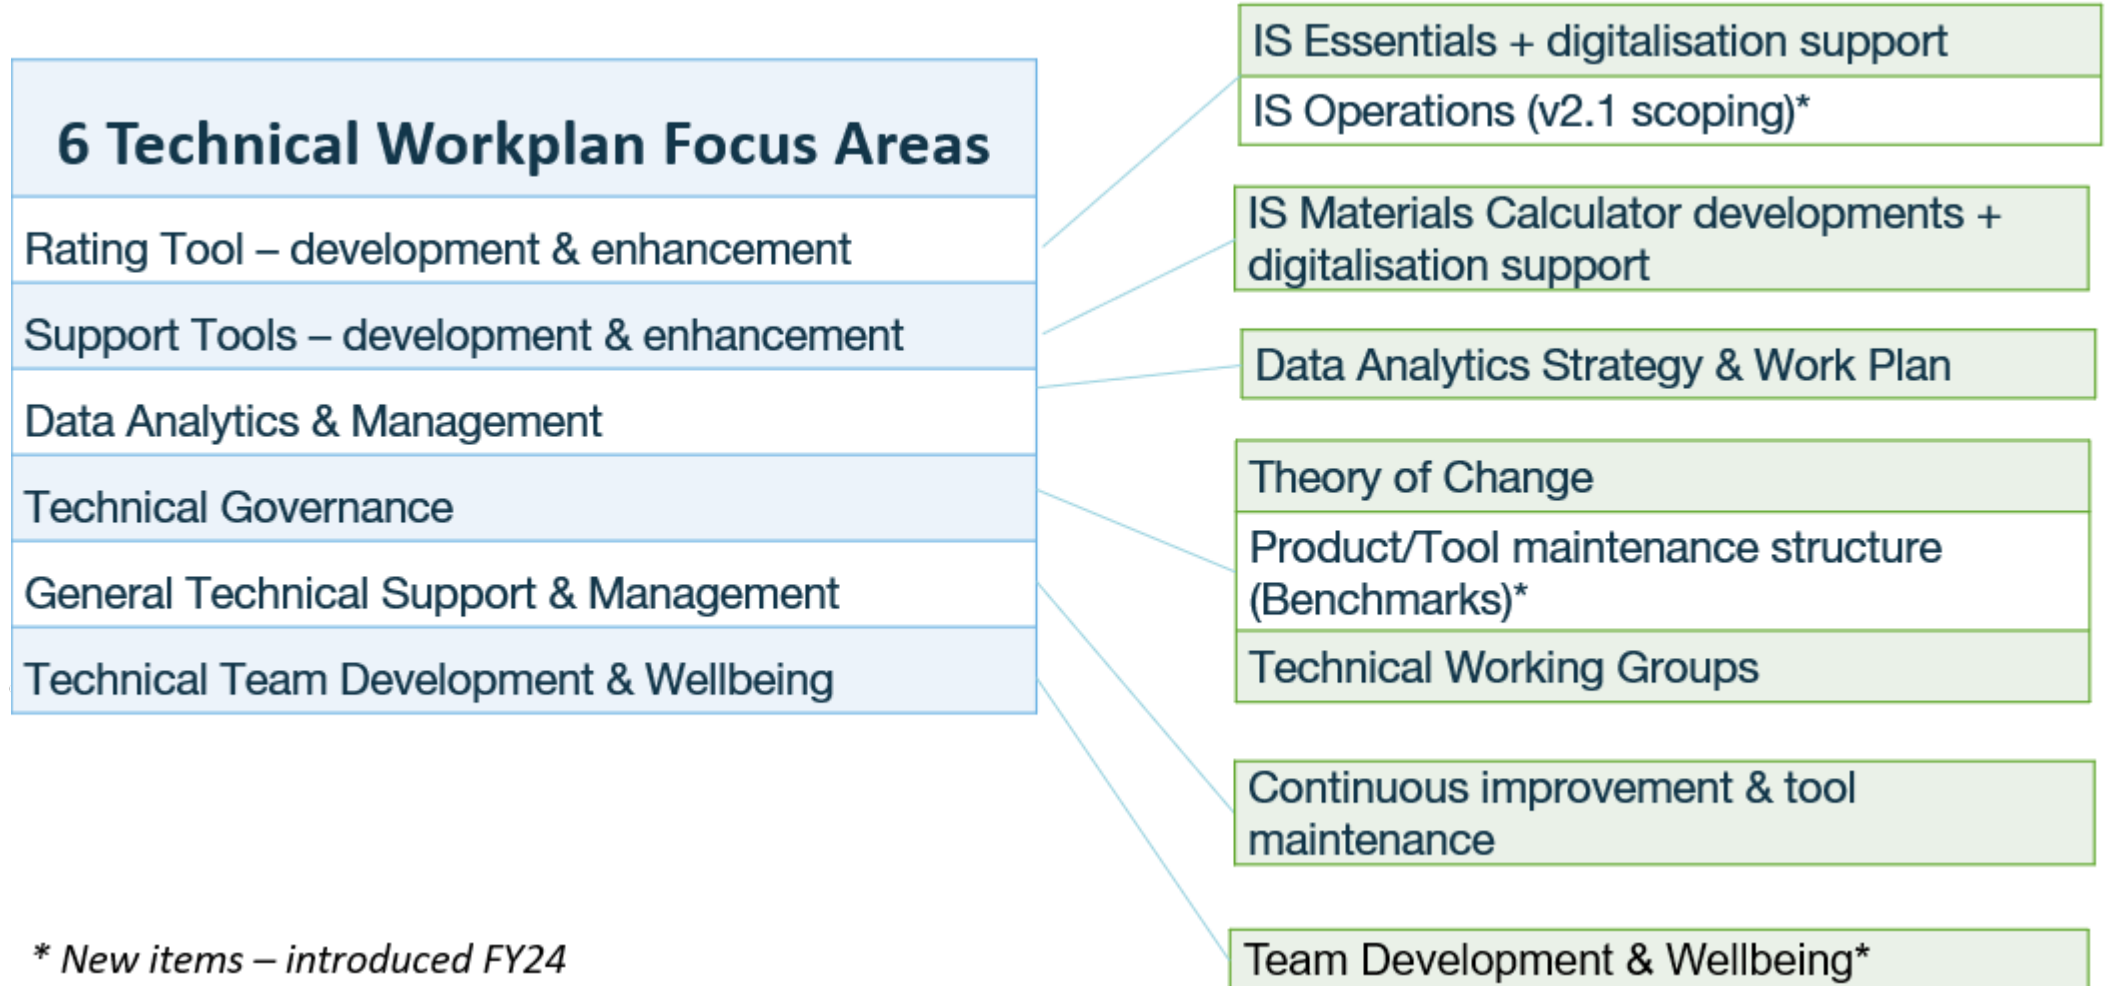 6 Technical Workplan Focus Areas
Rating Tool – development & enhancement
Support Tools – development & enhancement
Data Analytics & Management
Technical Governance
General Technical Support & Management
Technical Team Development & Wellbeing
* New items – introduced FY24
IS Essentials + digitalisation support
IS Operations (v2.1 scoping)*
IS Materials Calculator developments +
digitalisation support
Data Analytics Strategy & Work Plan
Theory of Change
Product/Tool maintenance structure
(Benchmarks)*
Technical Working Groups
Continuous improvement & tool
maintenance
Team Development & Wellbeing*